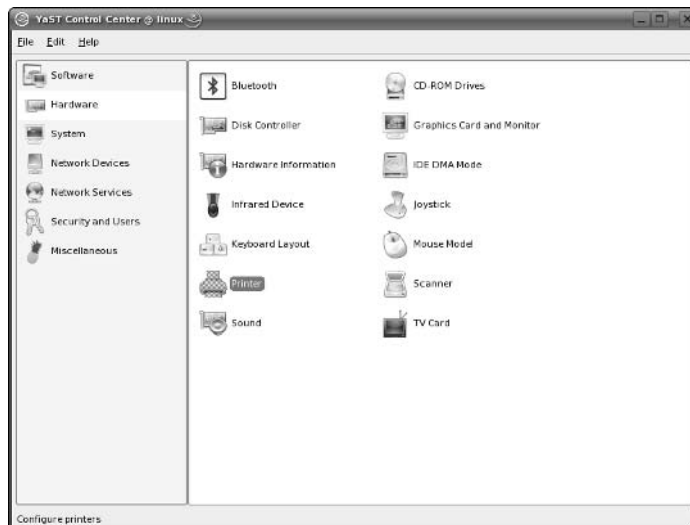 YaST Control Center @ linux
File Edit Help
Software
Hardware
System
Network Devices
Network Services
Security and Users
Miscellaneous
Bluetooth
CD-ROM Drives
Disk Controller
Graphics Card and Monitor
Hardware Information
IDE DMA Mode
Infrared Device
Joystick
Keyboard Layout
Mouse Model
Printer
Scanner
Sound
TV Card
Configure printers